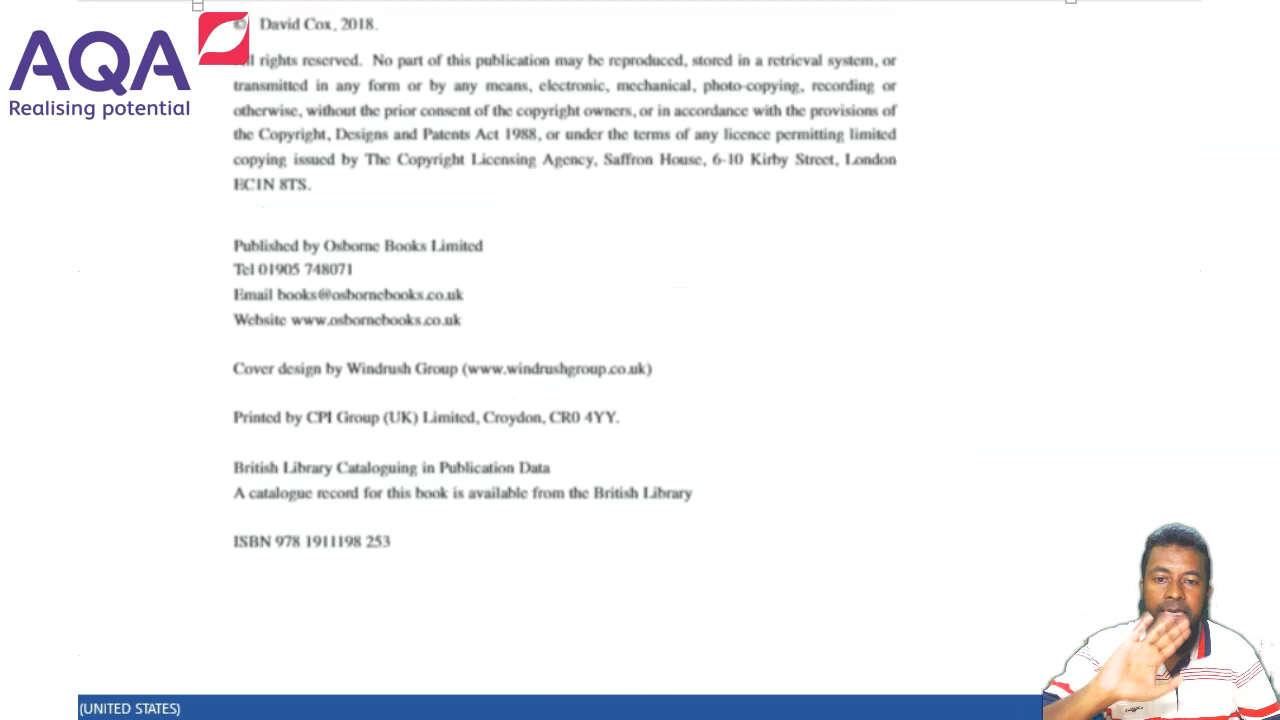 AQA
Realising potential
© David Cox, 2018.
All rights reserved. No part of this publication may be reproduced, stored in a retrieval system, or
transmitted in any form or by any means, electronic, mechanical, photo-copying, recording or
otherwise, without the prior consent of the copyright owners, or in accordance with the provisions of
the Copyright, Designs and Patents Act 1988, or under the terms of any licence permitting limited
copying issued by The Copyright Licensing Agency, Saffron House, 6-10 Kirby Street, London
EC1N 8TS.
Published by Osborne Books Limited
Tel 01905 748071
Email books@osbornebooks.co.uk
Website www.osbornebooks.co.uk
Cover design by Windrush Group (www.windrushgroup.co.uk)
Printed by CPI Group (UK) Limited, Croydon, CR0 4YY.
British Library Cataloguing in Publication Data
A catalogue record for this book is available from the British Library
ISBN 978 1911198 253
(UNITED STATES)